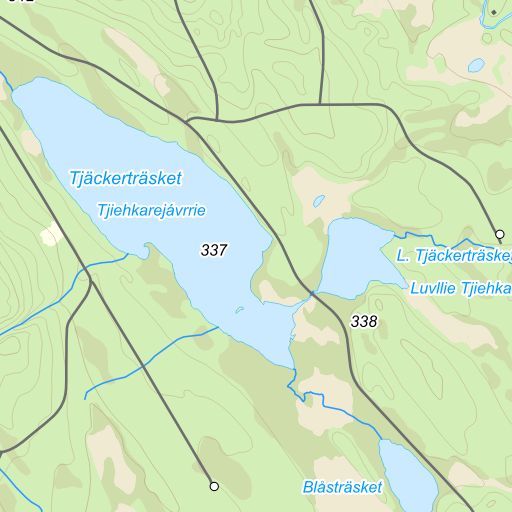 Tjäckerträsket
Tjiehkarejávrrie
337
L. Tjäckerträske
Luvllie Tjiehka
338
Blåsträsket